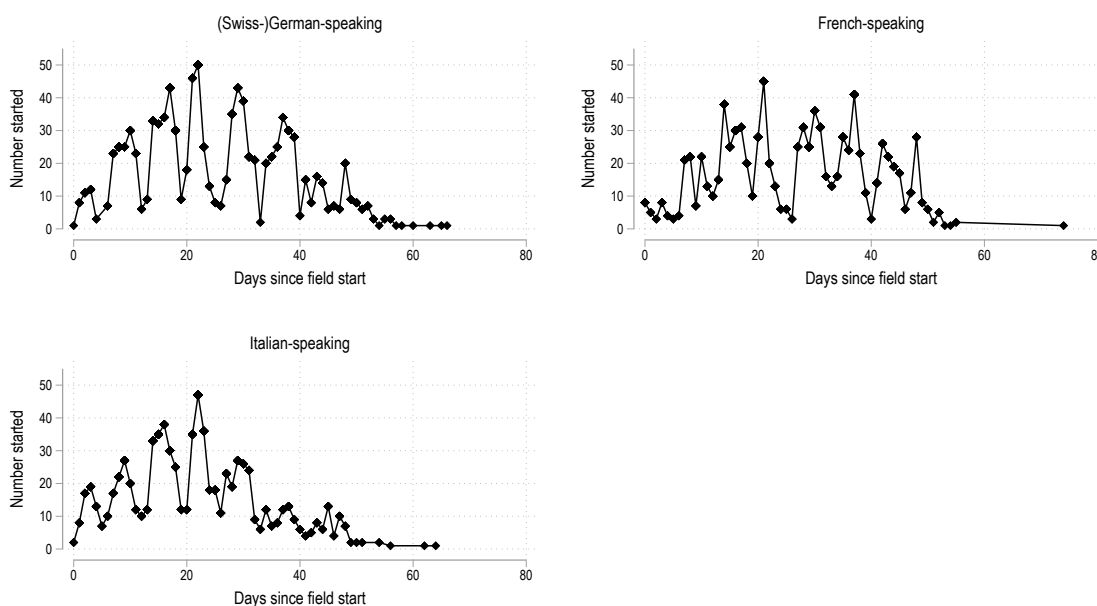 (Swiss-)German-speaking
Number started
50
40
30
20
10
0
0 20 40 60 80
Days since field start
French-speaking
Number started
50
40
30
20
10
0
0 20 40 60 8
Days since field start
Italian-speaking
Number started
50
40
30
20
10
0
0 20 40 60 80
Days since field start